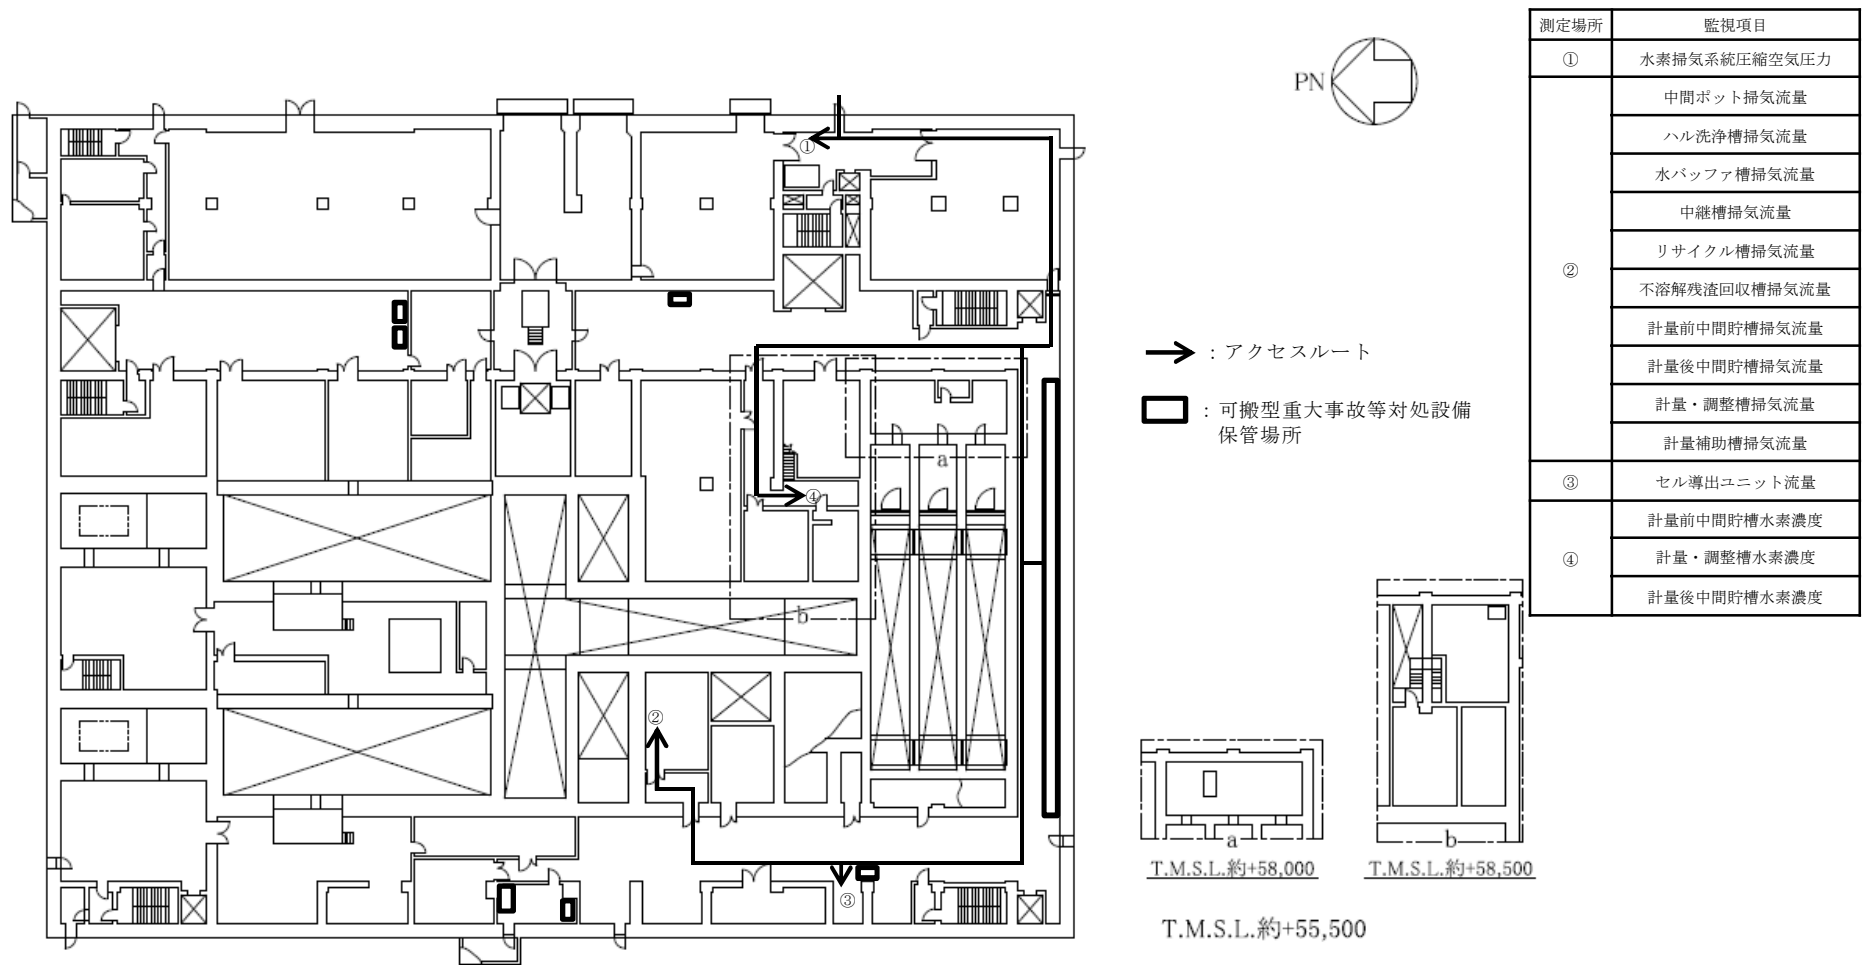 測定場所 監視項目
① 水素掃気系統圧縮空気圧力
② 中間ポット掃気流量
ハル洗浄槽掃気流量
水バッファ槽掃気流量
中継槽掃気流量
リサイクル槽掃気流量
不溶解残渣回収槽掃気流量
計量前中間貯槽掃気流量
計量後中間貯槽掃気流量
計量・調整槽掃気流量
計量補助槽掃気流量
③ セル導出ユニット流量
④ 計量前中間貯槽水素濃度
計量・調整槽水素濃度
計量後中間貯槽水素濃度
PN
①
：アクセスルート
：可搬型重大事故等対処設備
保管場所
a
④
b
②
③
a
T.M.S.L.約+58,000
b
T.M.S.L.約+58,500
T.M.S.L.約+55,500